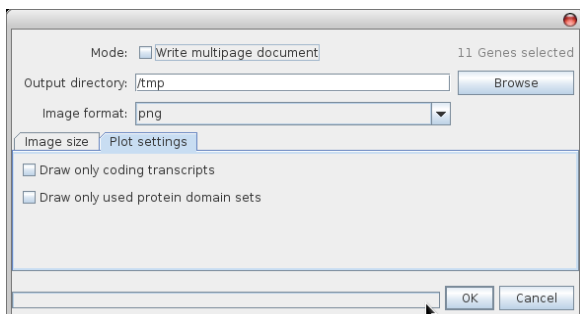 Mode: Write multipage document 11 Genes selected
Output directory: /tmp Browse
Image format: png
Image size Plot settings
Draw only coding transcripts
Draw only used protein domain sets
OK Cancel